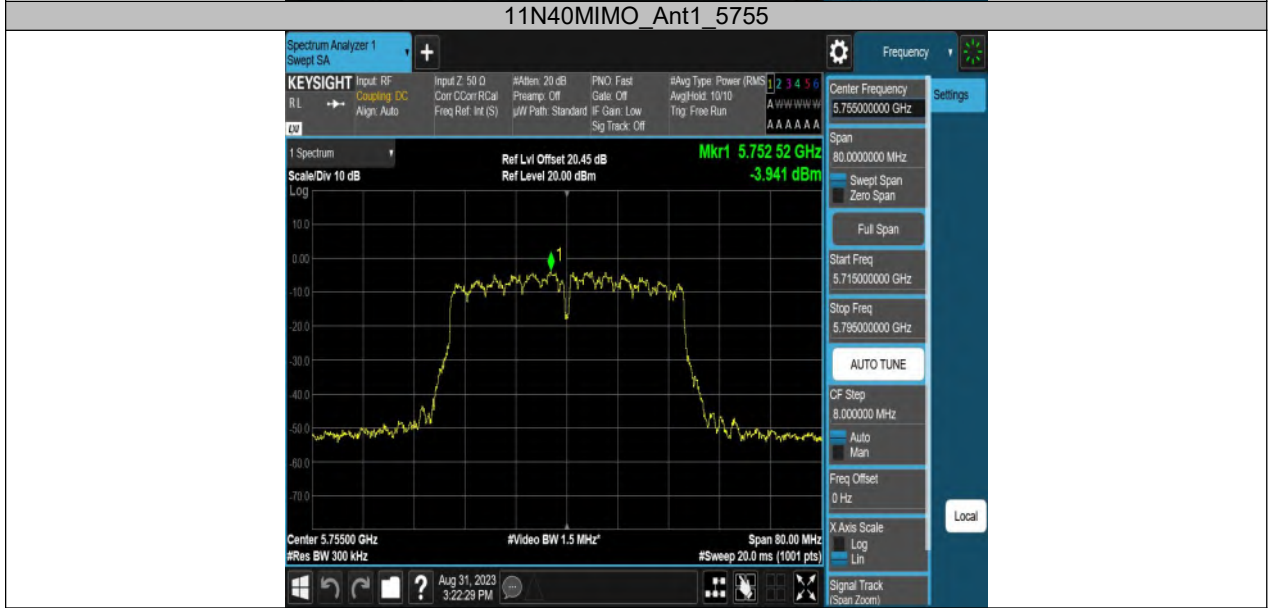 11N40MIMO_Ant1_5755
Spectrum Analyzer 1
Swept SA
+
Frequency
KEYSIGHT
RL
LXI
Input: RF
Coupling: DC
Align: Auto
Input Z: 50 Ω
Corr CCorr RCal
Freq Ref: Int (S)
#Atten: 20 dB
Preamp: Off
µW Path: Standard
PNO: Fast
Gate: Off
IF Gain: Low
Sig Track: Off
#Avg Type: Power (RMS
Avg|Hold: 10/10
Trig: Free Run
1 2 3 4 5 6
A W W W W W
A A A A A A
1 Spectrum
Scale/Div 10 dB
Log
Ref Lvl Offset 20.45 dB
Ref Level 20.00 dBm
Mkr1 5.752 52 GHz
-3.941 dBm
10.0
0.00
-10.0
-20.0
-30.0
-40.0
-50.0
-60.0
-70.0
1
Center 5.75500 GHz
#Res BW 300 kHz
#Video BW 1.5 MHz*
Span 80.00 MHz
#Sweep 20.0 ms (1001 pts)
Center Frequency
5.755000000 GHz
Settings
Span
80.0000000 MHz
Swept Span
Zero Span
Full Span
Start Freq
5.715000000 GHz
Stop Freq
5.795000000 GHz
AUTO TUNE
CF Step
8.000000 MHz
Auto
Man
Freq Offset
0 Hz
X Axis Scale
Log
Lin
Local
Signal Track
(Span Zoom)
?
Aug 31, 2023
3:22:29 PM